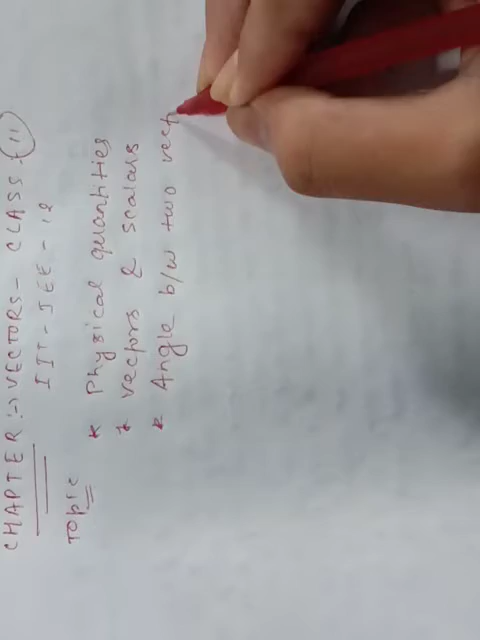 CHAPTER :→ VECTORS - CLASS - 11
IIT - JEE - 12
Topic
* Physical quantities
* vectors & scalars
* Angle b/w two vect